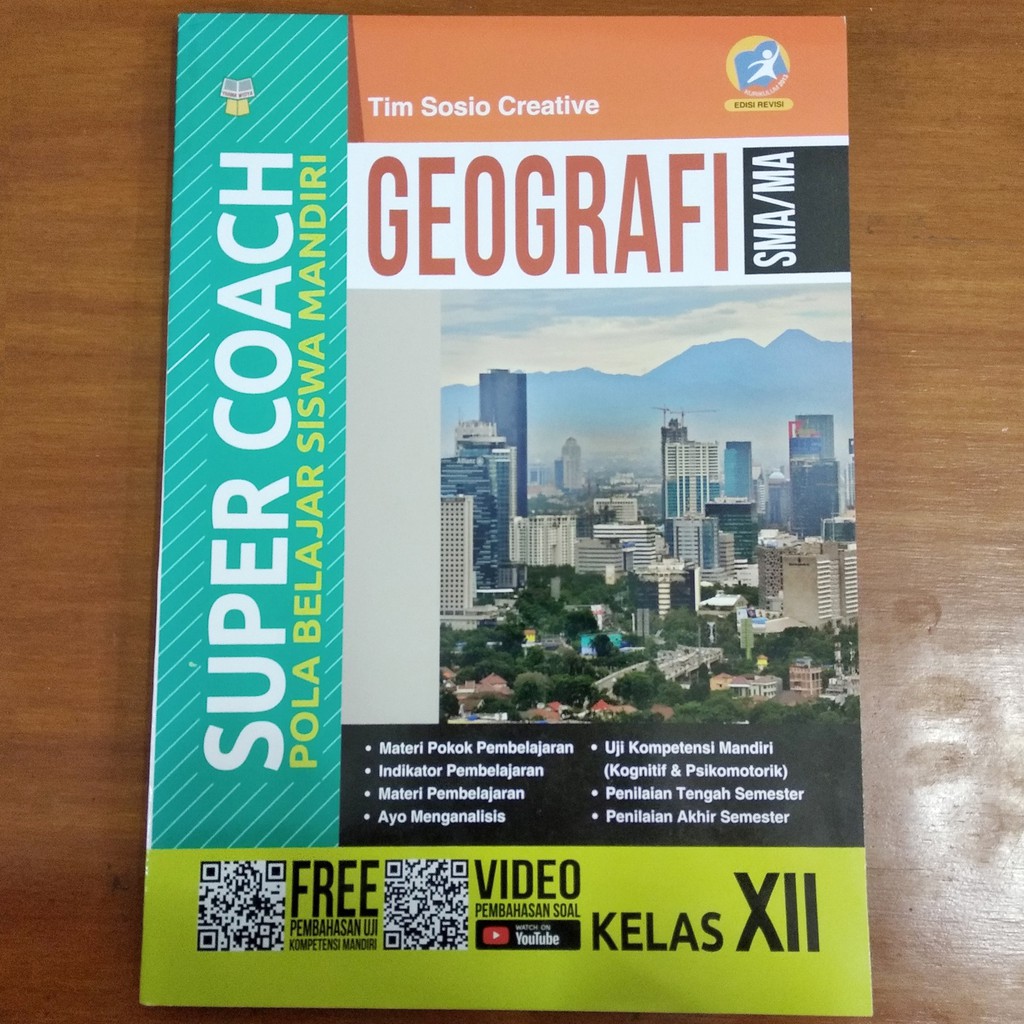 Tim Sosio Creative
KURIKULUM 2013
EDISI REVISI
GEOGRAFI
SMA/MA
SUPER COACH
POLA BELAJAR SISWA MANDIRI
• Materi Pokok Pembelajaran
• Indikator Pembelajaran
• Materi Pembelajaran
• Ayo Menganalisis
• Uji Kompetensi Mandiri
(Kognitif & Psikomotorik)
• Penilaian Tengah Semester
• Penilaian Akhir Semester
FREE
PEMBAHASAN UJI
KOMPETENSI MANDIRI
VIDEO
PEMBAHASAN SOAL
WATCH ON
YouTube
KELAS XII